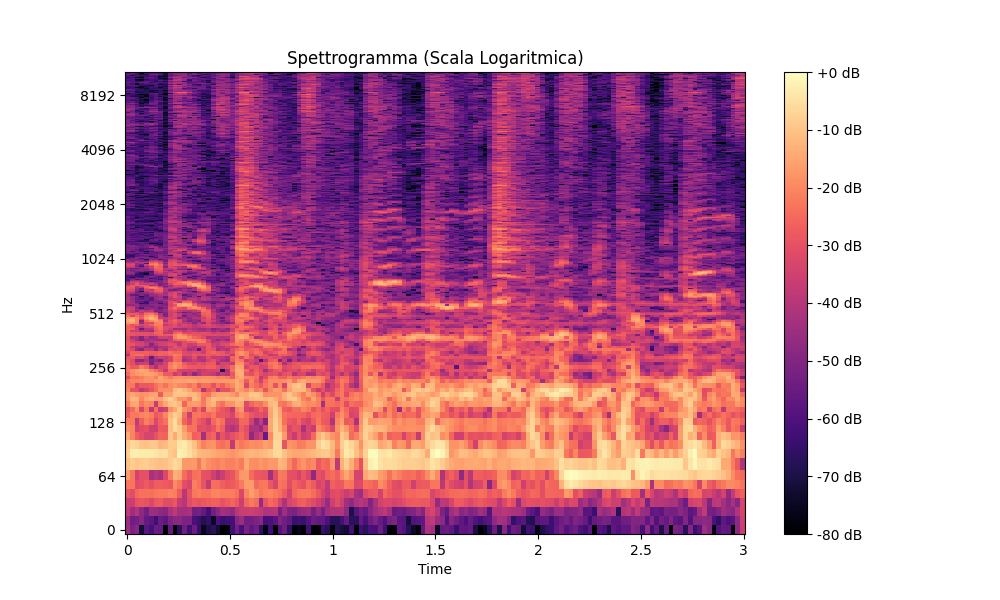 Spettrogramma (Scala Logaritmica)
8192
4096
2048
1024
512
256
128
64
0
Hz
0
0.5
1
1.5
2
2.5
3
Time
+0 dB
-10 dB
-20 dB
-30 dB
-40 dB
-50 dB
-60 dB
-70 dB
-80 dB